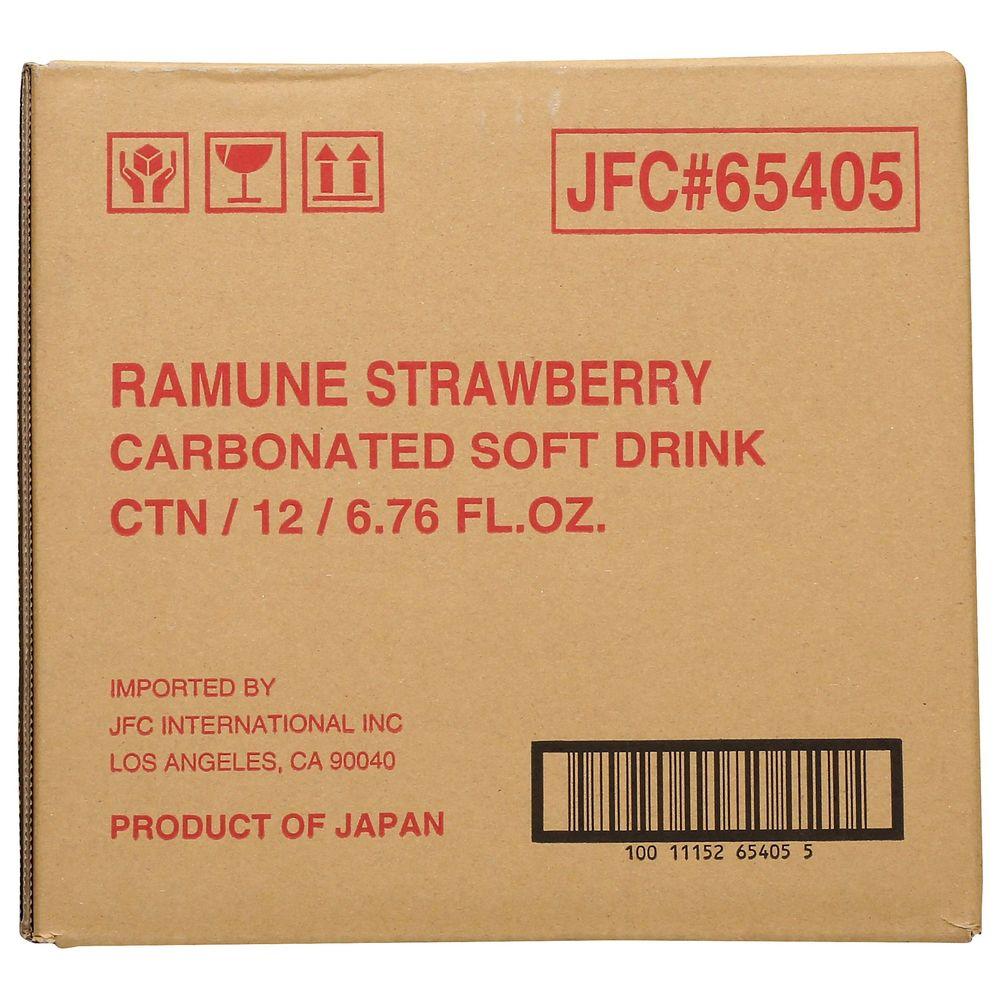 JFC#65405
RAMUNE STRAWBERRY
CARBONATED SOFT DRINK
CTN / 12 / 6.76 FL.OZ.
IMPORTED BY
JFC INTERNATIONAL INC
LOS ANGELES, CA 90040
PRODUCT OF JAPAN
100 11152 65405 5